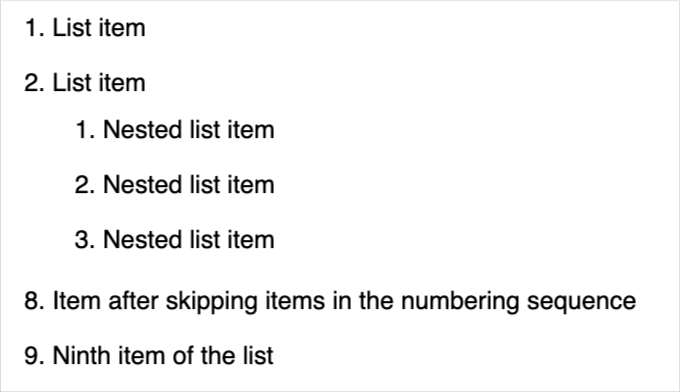 1. List item
2. List item
1. Nested list item
2. Nested list item
3. Nested list item
8. Item after skipping items in the numbering sequence
9. Ninth item of the list